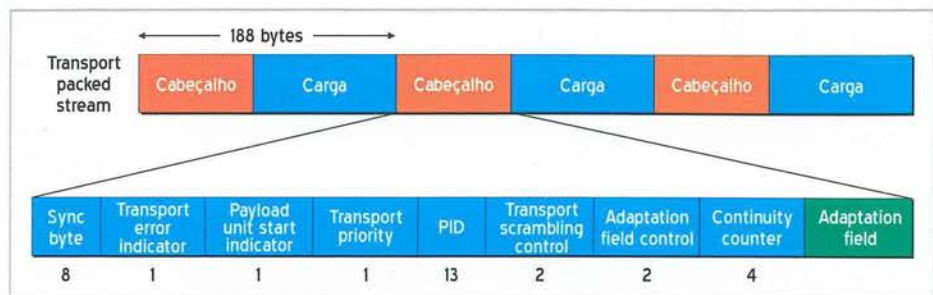 188 bytes
Transport
packed
stream
Cabeçalho
Carga
Cabeçalho
Carga
Cabeçalho
Carga
Sync
byte
Transport
error
indicator
Payload
unit start
indicator
Transport
priority
PID
Transport
scrambling
control
Adaptation
field control
Continuity
counter
Adaptation
field
8
1
1
1
13
2
2
4